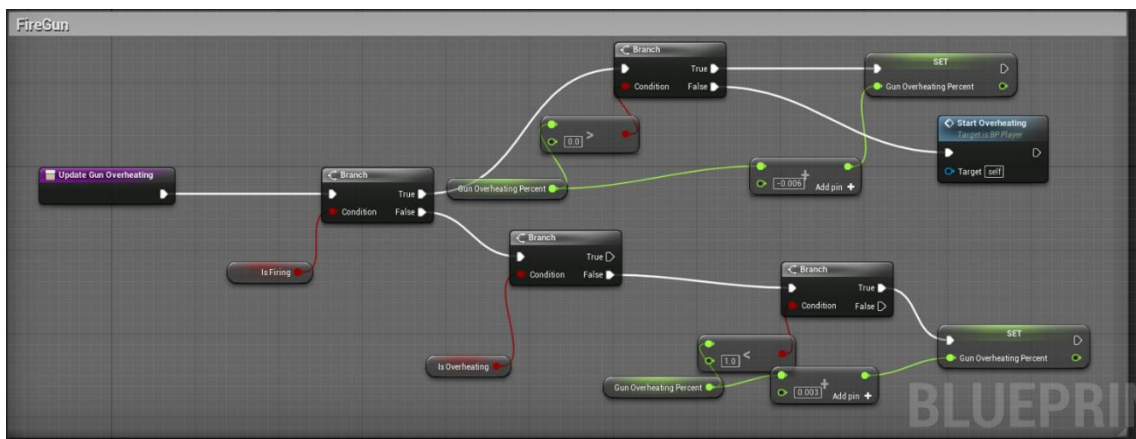 FireGun
Branch
True
Condition
False
SET
Gun Overheating Percent
Start Overheating
Target is BP Player
Target self
0.0 >
Update Gun Overheating
Branch
True
Condition
False
Gun Overheating Percent
+
-0.006
Add pin +
Is Firing
Branch
True
Condition
False
Branch
True
Condition
False
SET
Gun Overheating Percent
1.0 <
Is Overheating
Gun Overheating Percent
+
0.003
Add pin +